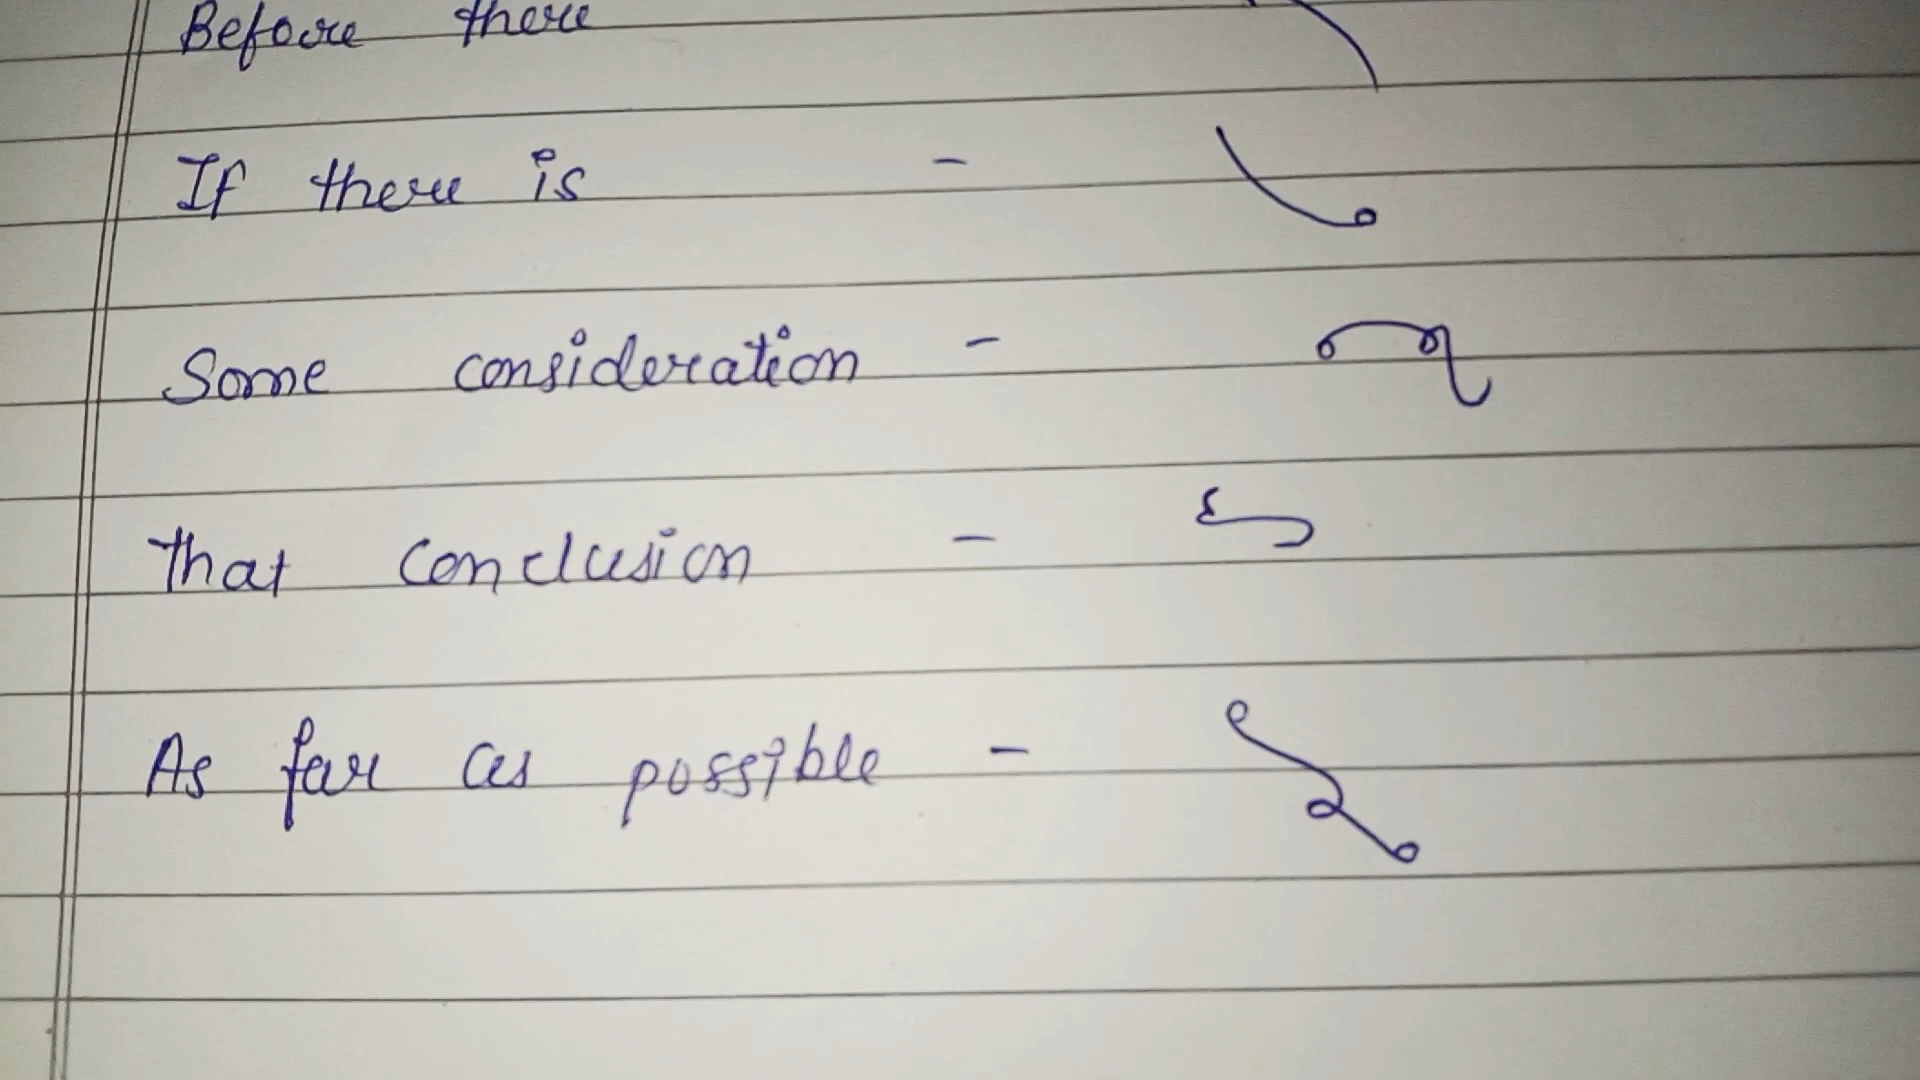 Before there
If there is -
Some consideration -
That conclusion -
As far as possible -